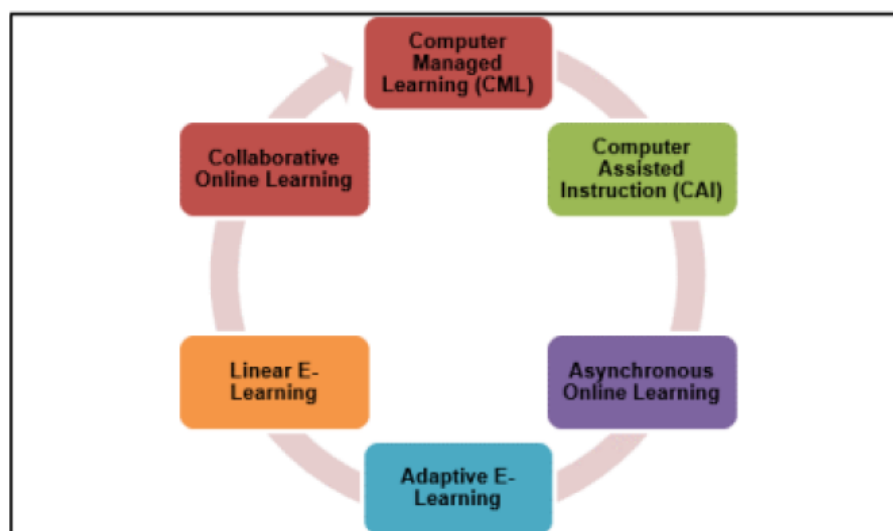 Computer
Managed
Learning (CML)
Computer
Assisted
Instruction (CAI)
Asynchronous
Online Learning
Adaptive E-
Learning
Linear E-
Learning
Collaborative
Online Learning